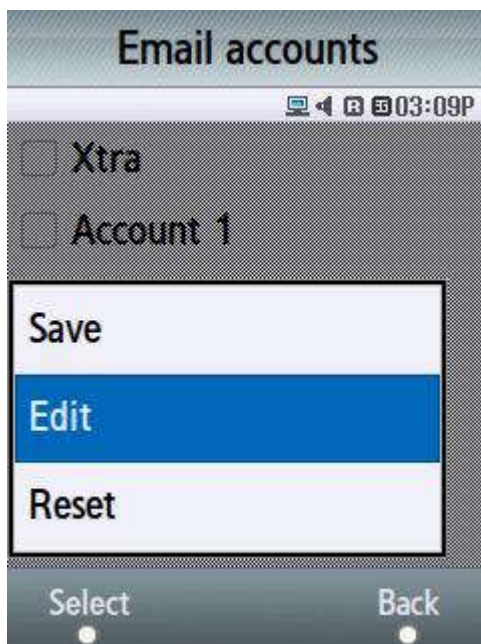 Email accounts
03:09P
Xtra
Account 1
Save
Edit
Reset
Select Back